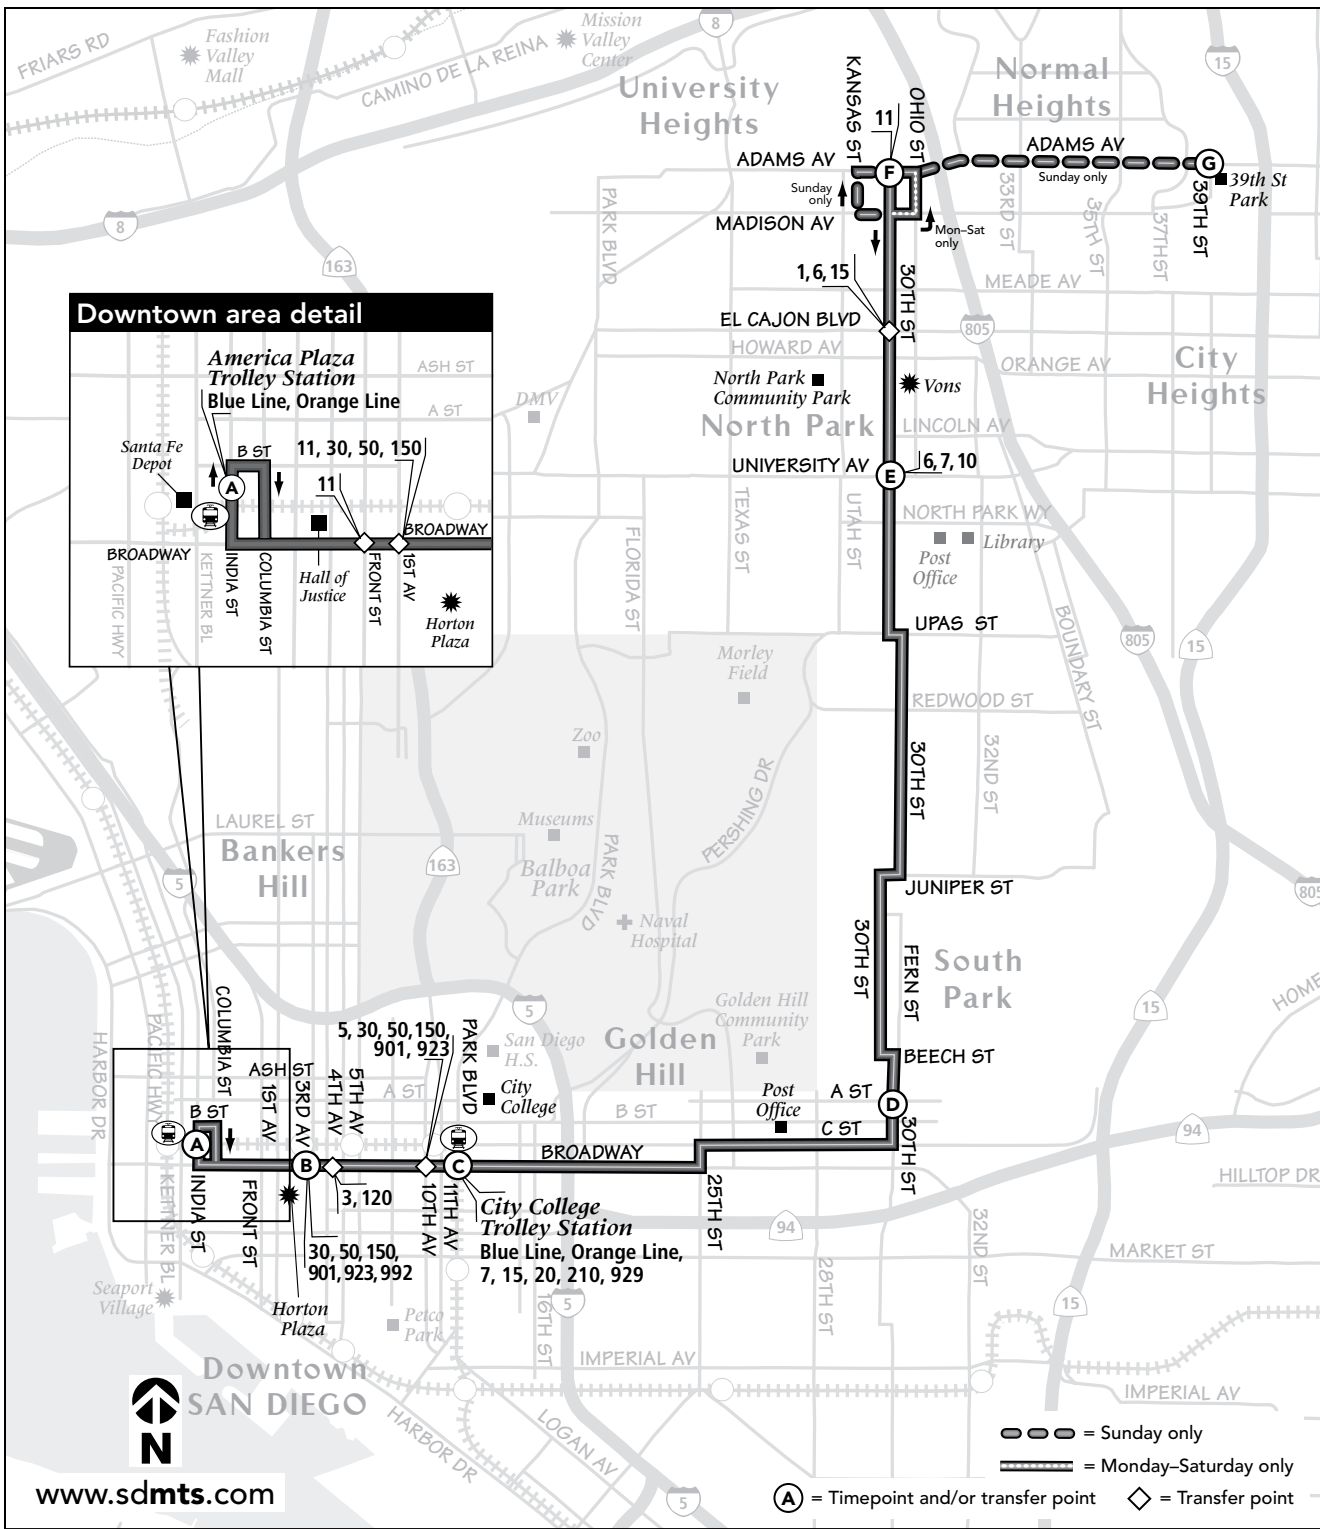 FRIARS RD
Fashion
Valley
Mall
CAMINO DE LA REINA
Mission
Valley
Center
8
University
Heights
Normal
Heights
15
KANSAS ST
OHIO ST
11
ADAMS AV
F
ADAMS AV
Sunday only
G
39th St
Park
39TH ST
Sunday
only
MADISON AV
Mon–Sat
only
PARK BLVD
33RD ST
35TH ST
37TH ST
8
163
1, 6, 15
30TH ST
MEADE AV
EL CAJON BLVD
805
HOWARD AV
ORANGE AV
City
Heights
North Park
Community Park
Vons
North Park
LINCOLN AV
DMV
UNIVERSITY AV
E
6, 7, 10
TEXAS ST
UTAH ST
NORTH PARK WY
Post
Office
Library
FLORIDA ST
BOUNDARY ST
UPAS ST
805
15
Downtown area detail
America Plaza
Trolley Station
Blue Line, Orange Line
ASH ST
A ST
Santa Fe
Depot
B ST
11, 30, 50, 150
A
11
BROADWAY
BROADWAY
PACIFIC HWY
KETTNER BL
INDIA ST
COLUMBIA ST
Hall of
Justice
FRONT ST
1ST AV
Horton
Plaza
Morley
Field
REDWOOD ST
Zoo
30TH ST
32ND ST
PERSHING DR
LAUREL ST
Bankers
Hill
Museums
Balboa
Park
PARK BLVD
163
5
JUNIPER ST
805
Naval
Hospital
30TH ST
FERN ST
South
Park
HOME
15
5
Golden Hill
Community
Park
Golden
Hill
BEECH ST
HARBOR DR
PACIFIC HWY
COLUMBIA ST
5, 30, 50, 150,
901, 923
PARK BLVD
San Diego
H.S.
City
College
ASH ST
1ST AV
3RD AV
4TH AV
5TH AV
A ST
B ST
Post
Office
A ST
D
C ST
94
B ST
A
B
C
BROADWAY
30TH ST
HILLTOP DR
KETTNER BL
INDIA ST
FRONT ST
3, 120
10TH AV
11TH AV
City College
Trolley Station
Blue Line, Orange Line,
7, 15, 20, 210, 929
25TH ST
94
32ND ST
MARKET ST
30, 50, 150,
901, 923, 992
28TH ST
Seaport
Village
Horton
Plaza
Petco
Park
16TH ST
5
15
Downtown
SAN DIEGO
IMPERIAL AV
IMPERIAL AV
HARBOR DR
LOGAN AV
N
5
www.sdmts.com
= Sunday only
= Monday–Saturday only
A = Timepoint and/or transfer point
= Transfer point